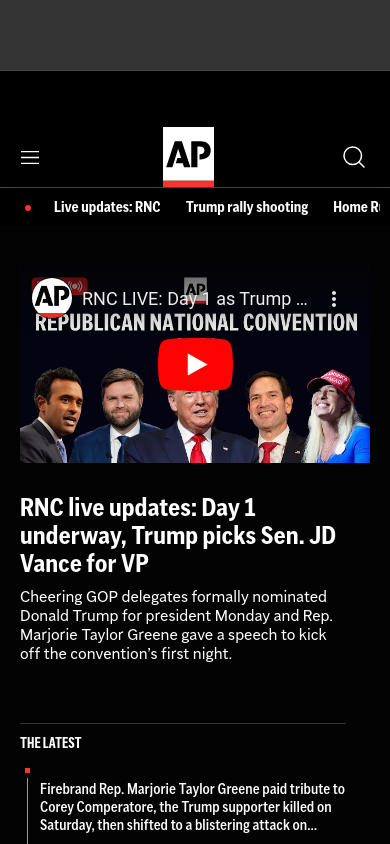 AP
Live updates: RNC
Trump rally shooting
Home Ru
AP
RNC LIVE: Day 1 as Trump ...
AP
REPUBLICAN NATIONAL CONVENTION
RNC live updates: Day 1
underway, Trump picks Sen. JD
Vance for VP
Cheering GOP delegates formally nominated
Donald Trump for president Monday and Rep.
Marjorie Taylor Greene gave a speech to kick
off the convention’s first night.
THE LATEST
Firebrand Rep. Marjorie Taylor Greene paid tribute to
Corey Comperatore, the Trump supporter killed on
Saturday, then shifted to a blistering attack on...